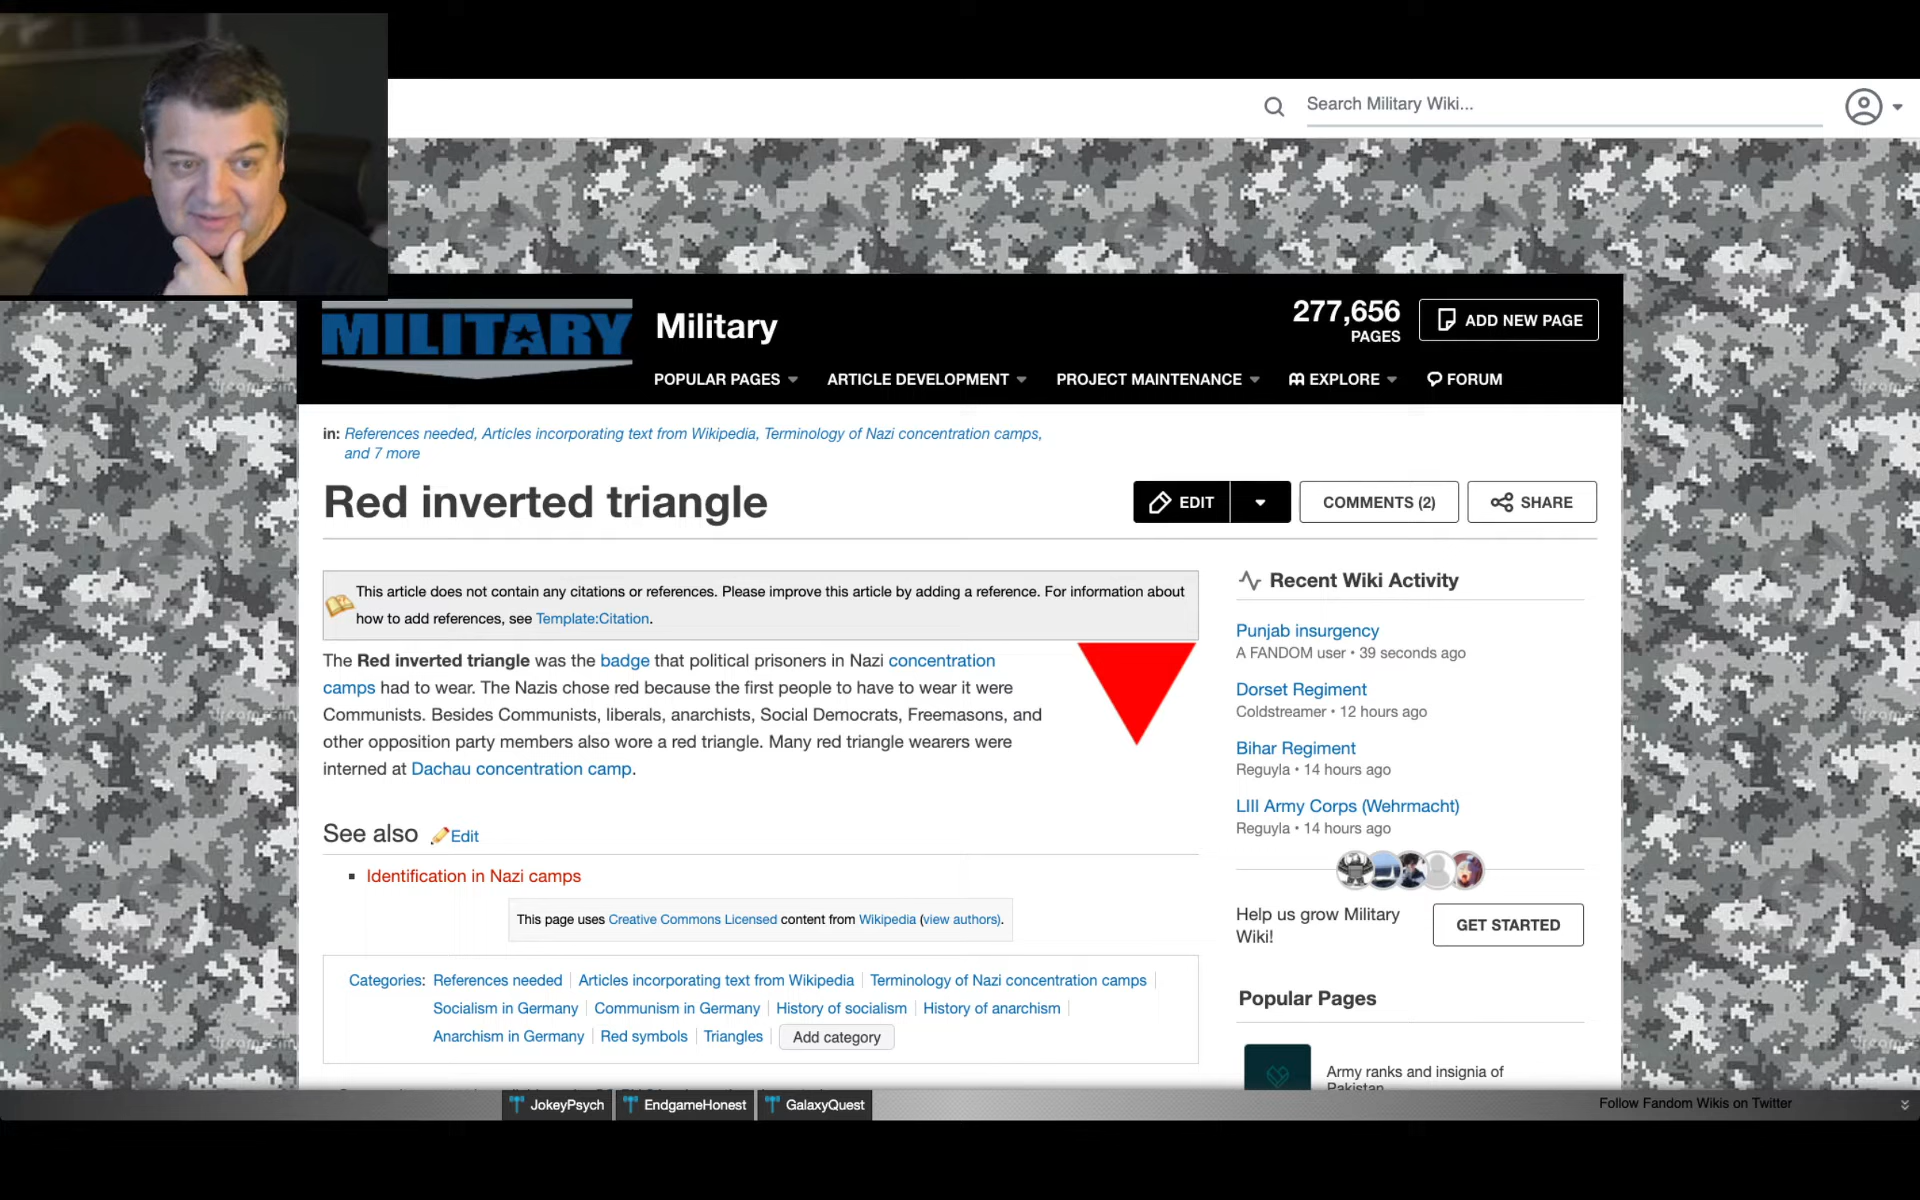 Search Military Wiki...
MILITARY
Military
277,656
PAGES
ADD NEW PAGE
POPULAR PAGES
ARTICLE DEVELOPMENT
PROJECT MAINTENANCE
EXPLORE
FORUM
in: References needed, Articles incorporating text from Wikipedia, Terminology of Nazi concentration camps,
and 7 more
Red inverted triangle
EDIT
COMMENTS (2)
SHARE
This article does not contain any citations or references. Please improve this article by adding a reference. For information about
how to add references, see Template:Citation.
The Red inverted triangle was the badge that political prisoners in Nazi concentration
camps had to wear. The Nazis chose red because the first people to have to wear it were
Communists. Besides Communists, liberals, anarchists, Social Democrats, Freemasons, and
other opposition party members also wore a red triangle. Many red triangle wearers were
interned at Dachau concentration camp.
See also Edit
Identification in Nazi camps
This page uses Creative Commons Licensed content from Wikipedia (view authors).
Categories: References needed Articles incorporating text from Wikipedia Terminology of Nazi concentration camps
Socialism in Germany Communism in Germany History of socialism History of anarchism
Anarchism in Germany Red symbols Triangles Add category
Recent Wiki Activity
Punjab insurgency
A FANDOM user • 39 seconds ago
Dorset Regiment
Coldstreamer • 12 hours ago
Bihar Regiment
Reguyla • 14 hours ago
LIII Army Corps (Wehrmacht)
Reguyla • 14 hours ago
Help us grow Military
Wiki!
GET STARTED
Popular Pages
Army ranks and insignia of
Pakistan
JokeyPsych
EndgameHonest
GalaxyQuest
Follow Fandom Wikis on Twitter